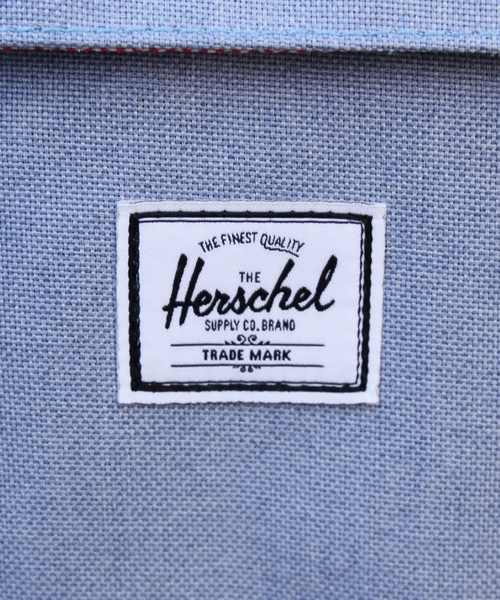 THE FINEST QUALITY
THE
Herschel
SUPPLY CO. BRAND
TRADE MARK